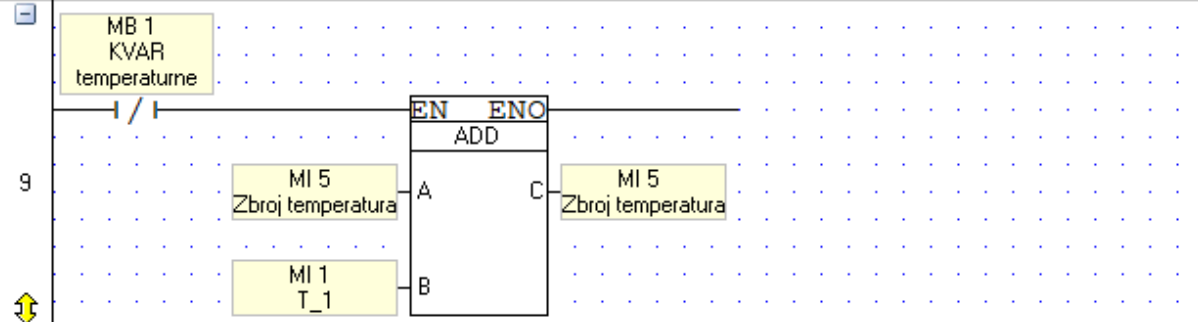 MB 1
KVAR
temperaturne
EN ENO
ADD
9
MI 5
Zbroj temperatura
A
C
MI 5
Zbroj temperatura
MI 1
T_1
B